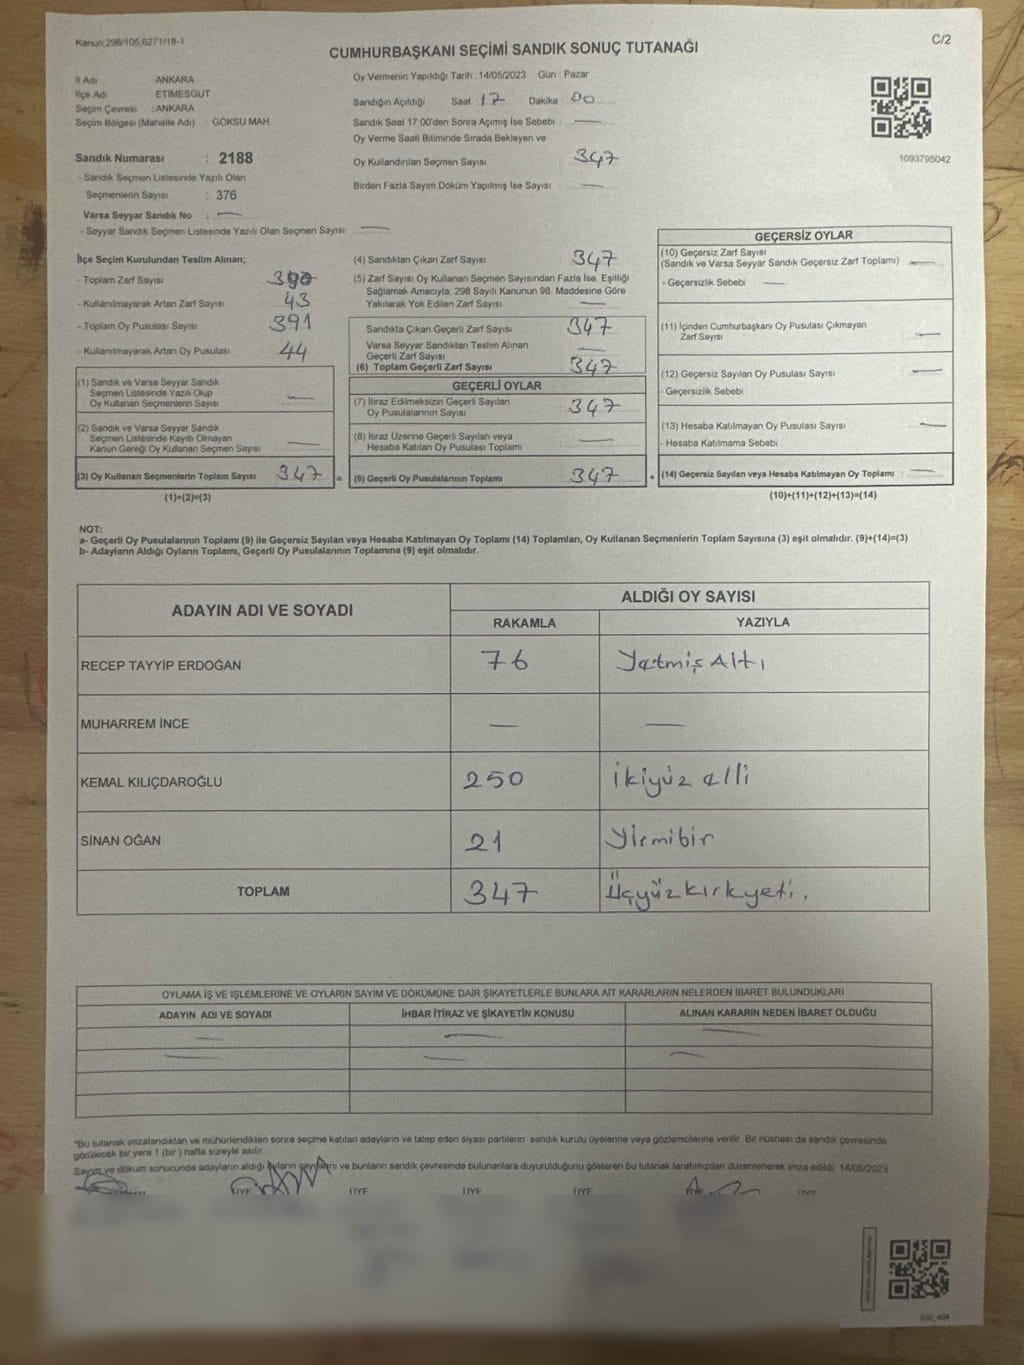 Kanun:298/105,6271/18-1
C/2
CUMHURBAŞKANI SEÇİMİ SANDIK SONUÇ TUTANAĞI
İl Adı ANKARA
İlçe Adı ETİMESGUT
Seçim Çevresi :ANKARA
Seçim Bölgesi (Mahalle Adı) : GÖKSU MAH.
Sandık Numarası : 2188
- Sandık Seçmen Listesinde Yazılı Olan
Seçmenlerin Sayısı : 376
Varsa Seyyar Sandık No : —
- Seyyar Sandık Seçmen Listesinde Yazılı Olan Seçmen Sayısı: —
Oy Vermenin Yapıldığı Tarih :14/05/2023 Gün : Pazar
Sandığın Açıldığı Saat 17 Dakika 00
Sandık Saat 17:00'den Sonra Açılmış İse Sebebi : —
Oy Verme Saati Bitiminde Sırada Bekleyen ve
Oy Kullandırılan Seçmen Sayısı : 347
Birden Fazla Sayım Döküm Yapılmış İse Sayısı : —
1093795042
İlçe Seçim Kurulundan Teslim Alınan;
- Toplam Zarf Sayısı : 390
- Kullanılmayarak Artan Zarf Sayısı : 43
- Toplam Oy Pusulası Sayısı : 391
- Kullanılmayarak Artan Oy Pusulası : 44
(1) Sandık ve Varsa Seyyar Sandık
Seçmen Listesinde Yazılı Olup
Oy Kullanan Seçmenlerin Sayısı : —
(2) Sandık ve Varsa Seyyar Sandık
Seçmen Listesinde Kayıtlı Olmayan
Kanun Gereği Oy Kullanan Seçmen Sayısı : —
(3) Oy Kullanan Seçmenlerin Toplam Sayısı : 347 =
(1)+(2)=(3)
(4) Sandıktan Çıkan Zarf Sayısı : 347
(5) Zarf Sayısı Oy Kullanan Seçmen Sayısından Fazla İse, Eşitliği
Sağlamak Amacıyla; 298 Sayılı Kanunun 98. Maddesine Göre
Yakılarak Yok Edilen Zarf Sayısı : —
Sandıkta Çıkan Geçerli Zarf Sayısı : 347
Varsa Seyyar Sandıktan Teslim Alınan
Geçerli Zarf Sayısı : —
(6) Toplam Geçerli Zarf Sayısı : 347
GEÇERLİ OYLAR
(7) İtiraz Edilmeksizin Geçerli Sayılan
Oy Pusulalarının Sayısı : 347
(8) İtiraz Üzerine Geçerli Sayılan veya
Hesaba Katılan Oy Pusulası Toplamı : —
(9) Geçerli Oy Pusulalarının Toplamı : 347 +
GEÇERSİZ OYLAR
(10) Geçersiz Zarf Sayısı
(Sandık ve Varsa Seyyar Sandık Geçersiz Zarf Toplamı) : —
- Geçersizlik Sebebi : —
(11) İçinden Cumhurbaşkanı Oy Pusulası Çıkmayan
Zarf Sayısı : —
(12) Geçersiz Sayılan Oy Pusulası Sayısı : —
- Geçersizlik Sebebi :
(13) Hesaba Katılmayan Oy Pusulası Sayısı : —
- Hesaba Katılmama Sebebi :
(14) Geçersiz Sayılan veya Hesaba Katılmayan Oy Toplamı : —
(10)+(11)+(12)+(13)=(14)
NOT:
a- Geçerli Oy Pusulalarının Toplamı (9) ile Geçersiz Sayılan veya Hesaba Katılmayan Oy Toplamı (14) Toplamları, Oy Kullanan Seçmenlerin Toplam Sayısına (3) eşit olmalıdır. (9)+(14)=(3)
b- Adayların Aldığı Oyların Toplamı, Geçerli Oy Pusulalarının Toplamına (9) eşit olmalıdır.
ADAYIN ADI VE SOYADI
ALDIĞI OY SAYISI
RAKAMLA YAZIYLA
RECEP TAYYİP ERDOĞAN 76 Yetmiş Altı
MUHARREM İNCE — —
KEMAL KILIÇDAROĞLU 250 ikiyüz elli
SİNAN OĞAN 21 Yirmibir
TOPLAM 347 Üçyüzkırkyeti.
OYLAMA İŞ VE İŞLEMLERİNE VE OYLARIN SAYIM VE DÖKÜMÜNE DAİR ŞİKAYETLERLE BUNLARA AİT KARARLARIN NELERDEN İBARET BULUNDUKLARI
ADAYIN ADI VE SOYADI İHBAR İTİRAZ VE ŞİKAYETİN KONUSU ALINAN KARARIN NEDEN İBARET OLDUĞU
— — —
— — —
*Bu tutanak imzalandıktan ve mühürlendikten sonra seçime katılan adayların ve talep eden siyasi partilerin sandık kurulu üyelerine veya gözlemcilerine verilir. Bir nüshası da sandık çevresinde
görülecek bir yere 1 (bir ) hafta süreyle asılır.
Sayım ve döküm sonucunda adayların aldığı oyların sayılarını ve bunların sandık çevresinde bulunanlara duyurulduğunu gösteren bu tutanak tarafımızdan düzenlenerek imza edildi. 14/05/2023
ÜYE ÜYE ÜYE ÜYE